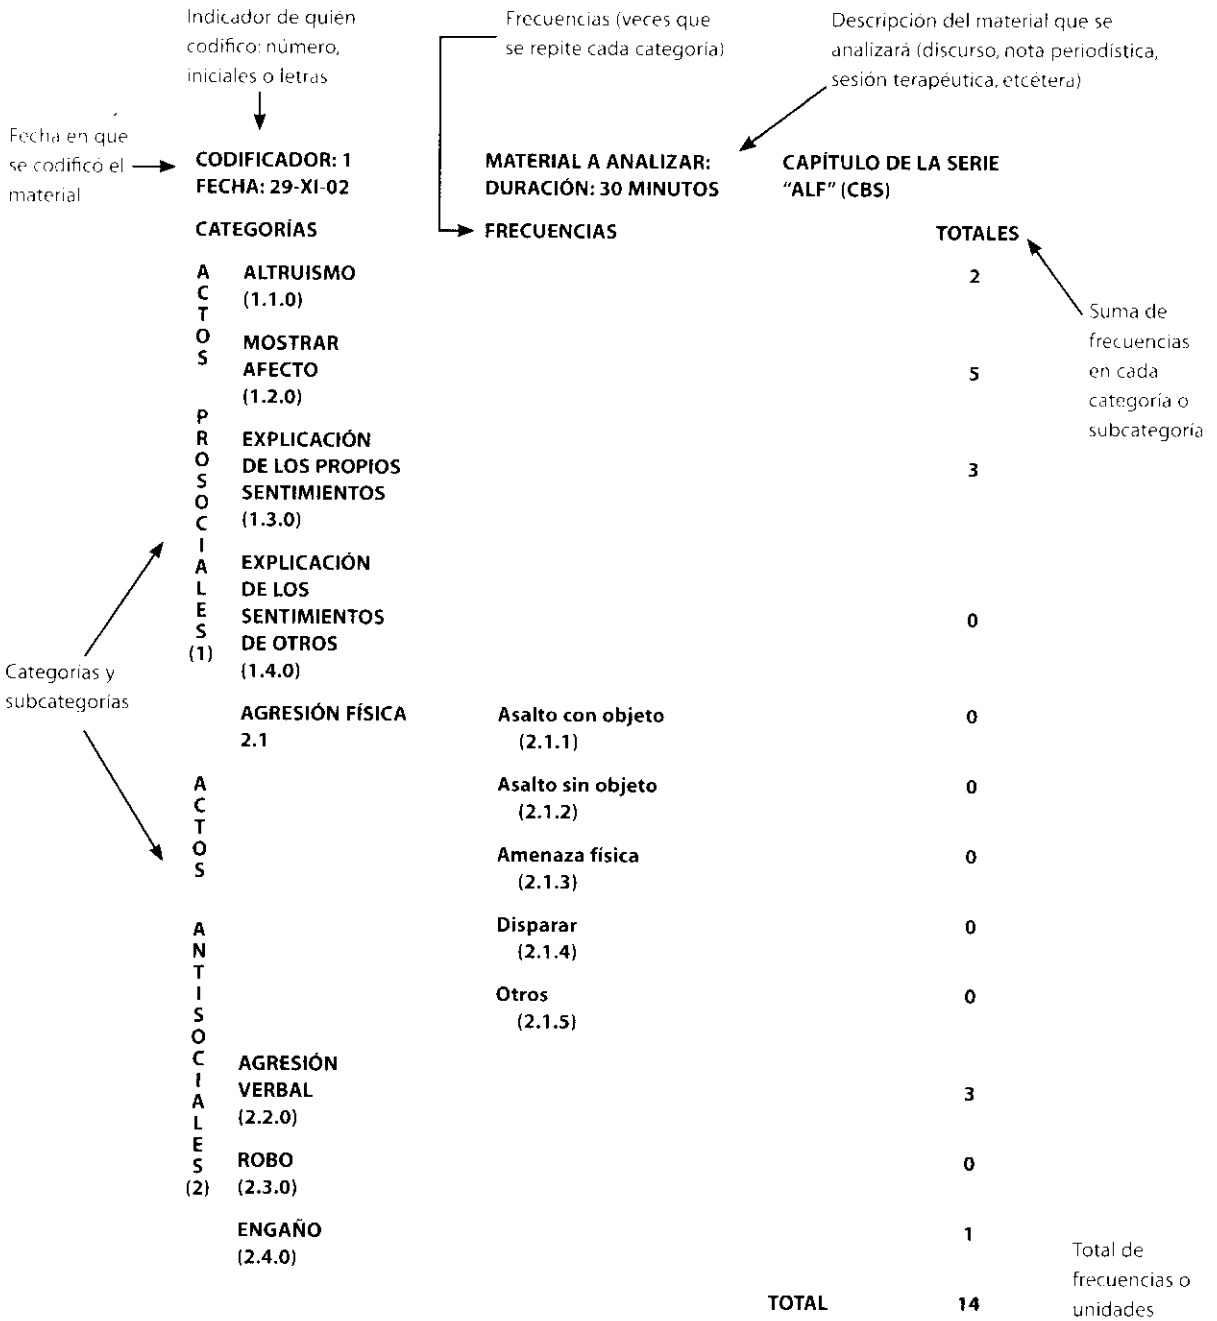 Indicador de quién
codifico: número,
iniciales o letras
Frecuencias (veces que
se repite cada categoría)
Descripción del material que se
analizará (discurso, nota periodística,
sesión terapéutica, etcétera)
Fecha en que
se codificó el
material
CODIFICADOR: 1
FECHA: 29-XI-02
MATERIAL A ANALIZAR:
DURACIÓN: 30 MINUTOS
CAPÍTULO DE LA SERIE
"ALF" (CBS)
CATEGORÍAS
FRECUENCIAS
TOTALES
Suma de
frecuencias
en cada
categoría o
subcategoría
ACTOS PROSOCIALES (1)
ALTRUISMO
(1.1.0)
2
MOSTRAR
AFECTO
(1.2.0)
5
EXPLICACIÓN
DE LOS PROPIOS
SENTIMIENTOS
(1.3.0)
3
EXPLICACIÓN
DE LOS
SENTIMIENTOS
DE OTROS
(1.4.0)
0
Categorías y
subcategorías
ACTOS ANTISOCIALES (2)
AGRESIÓN FÍSICA
2.1
Asalto con objeto
(2.1.1)
0
Asalto sin objeto
(2.1.2)
0
Amenaza física
(2.1.3)
0
Disparar
(2.1.4)
0
Otros
(2.1.5)
0
AGRESIÓN
VERBAL
(2.2.0)
3
ROBO
(2.3.0)
0
ENGAÑO
(2.4.0)
1
TOTAL 14
Total de
frecuencias o
unidades